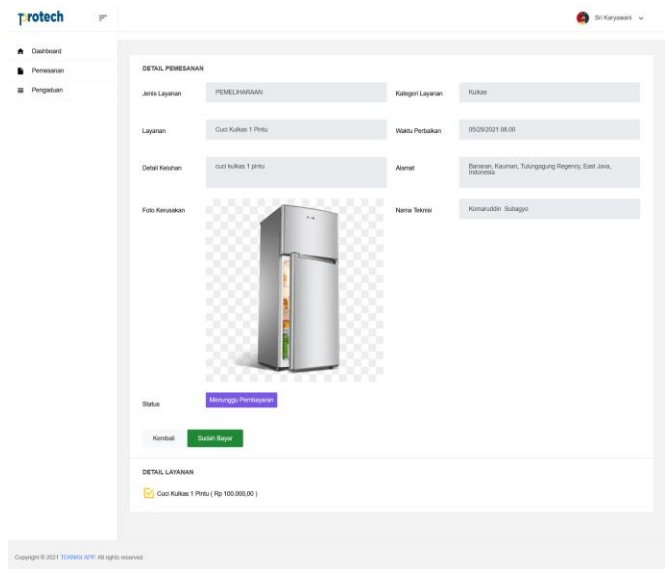 protech
Sri Karyawani
Dashboard
Pemesanan
Pengaduan
DETAIL PEMESANAN
Jenis Layanan
PEMELIHARAAN
Kategori Layanan
Kulkas
Layanan
Cuci Kulkas 1 Pintu
Waktu Perbaikan
05/29/2021 08.00
Detail Keluhan
cuci kulkas 1 pintu
Alamat
Banaran, Kauman, Tulungagung Regency, East Java,
Indonesia
Foto Kerusakan
Nama Teknisi
Komaruddin Subagyo
Status
Menunggu Pembayaran
Kembali
Sudah Bayar
DETAIL LAYANAN
Cuci Kulkas 1 Pintu ( Rp 100.000,00 )
Copyright © 2021 TEKNISI APP. All rights reserved.